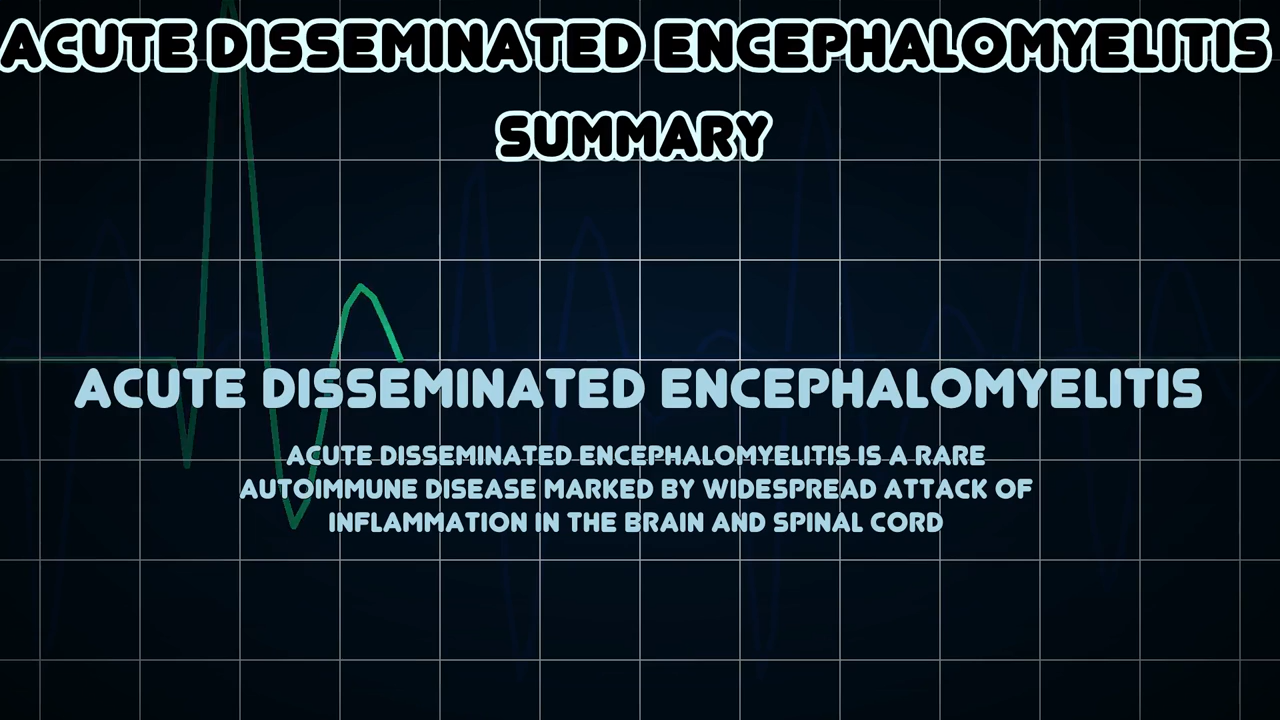 ACUTE DISSEMINATED ENCEPHALOMYELITIS
SUMMARY
ACUTE DISSEMINATED ENCEPHALOMYELITIS
ACUTE DISSEMINATED ENCEPHALOMYELITIS IS A RARE
AUTOIMMUNE DISEASE MARKED BY WIDESPREAD ATTACK OF
INFLAMMATION IN THE BRAIN AND SPINAL CORD